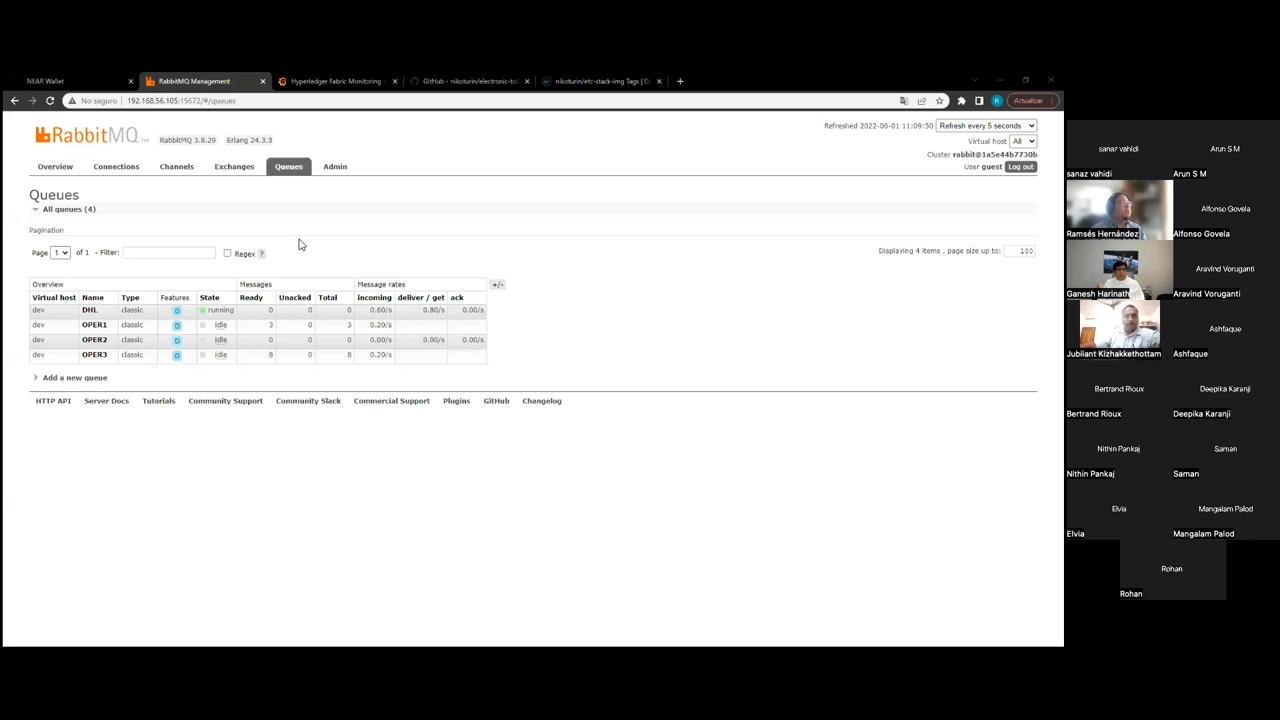 NEAR Wallet
RabbitMQ Management
Hyperledger Fabric Monitoring -
GitHub - nikoturin/electronic-tol
nikoturin/etc-stack-img Tags | D
No seguro
192.168.56.105:15672/#/queues
R
Actualizar
RabbitMQ TM
RabbitMQ 3.8.29
Erlang 24.3.3
Refreshed 2022-06-01 11:09:50
Refresh every 5 seconds
Virtual host All
Cluster rabbit@1a5e44b7730b
User guest Log out
Overview Connections Channels Exchanges Queues Admin
Queues
All queues (4)
Pagination
Page 1 of 1 - Filter: Regex ?
Displaying 4 items , page size up to: 100
Overview Messages Message rates +/-
Virtual host Name Type Features State Ready Unacked Total incoming deliver / get ack
dev DHL classic D running 0 0 0 0.60/s 0.80/s 0.00/s
dev OPER1 classic D idle 3 0 3 0.20/s
dev OPER2 classic D idle 0 0 0 0.00/s 0.00/s
dev OPER3 classic D idle 8 0 8 0.20/s
Add a new queue
HTTP API Server Docs Tutorials Community Support Community Slack Commercial Support Plugins GitHub Changelog
sanaz vahidi
Arun S M
sanaz vahidi
Arun S M
Alfonso Govela
Ramsés Hernández
Alfonso Govela
Aravind Voruganti
Ganesh Harinath
Aravind Voruganti
Ashfaque
Jubilant Kizhakkethottam
Ashfaque
Bertrand Rioux
Deepika Karanji
Bertrand Rioux
Deepika Karanji
Nithin Pankaj
Saman
Nithin Pankaj
Saman
Elvia
Mangalam Palod
Elvia
Mangalam Palod
Rohan
Rohan